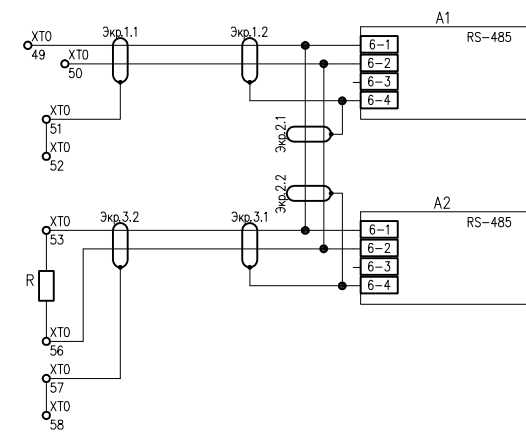 A1
Экр.1.1
Экр.1.2
XT0
49
RS-485
6-1
XT0
50
6-2
6-3
6-4
XT0
51
Экр.2.1
XT0
52
Экр.2.2
A2
Экр.3.2
Экр.3.1
XT0
53
RS-485
6-1
6-2
6-3
R
6-4
XT0
56
XT0
57
XT0
58